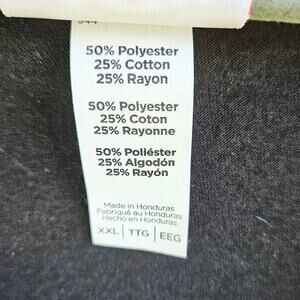 944
50% Polyester
25% Cotton
25% Rayon
50% Polyester
25% Coton
25% Rayonne
50% Poliéster
25% Algodón
25% Rayón
Made in Honduras
Fabriqué au Honduras
Hecho en Honduras
XXL | TTG | EEG